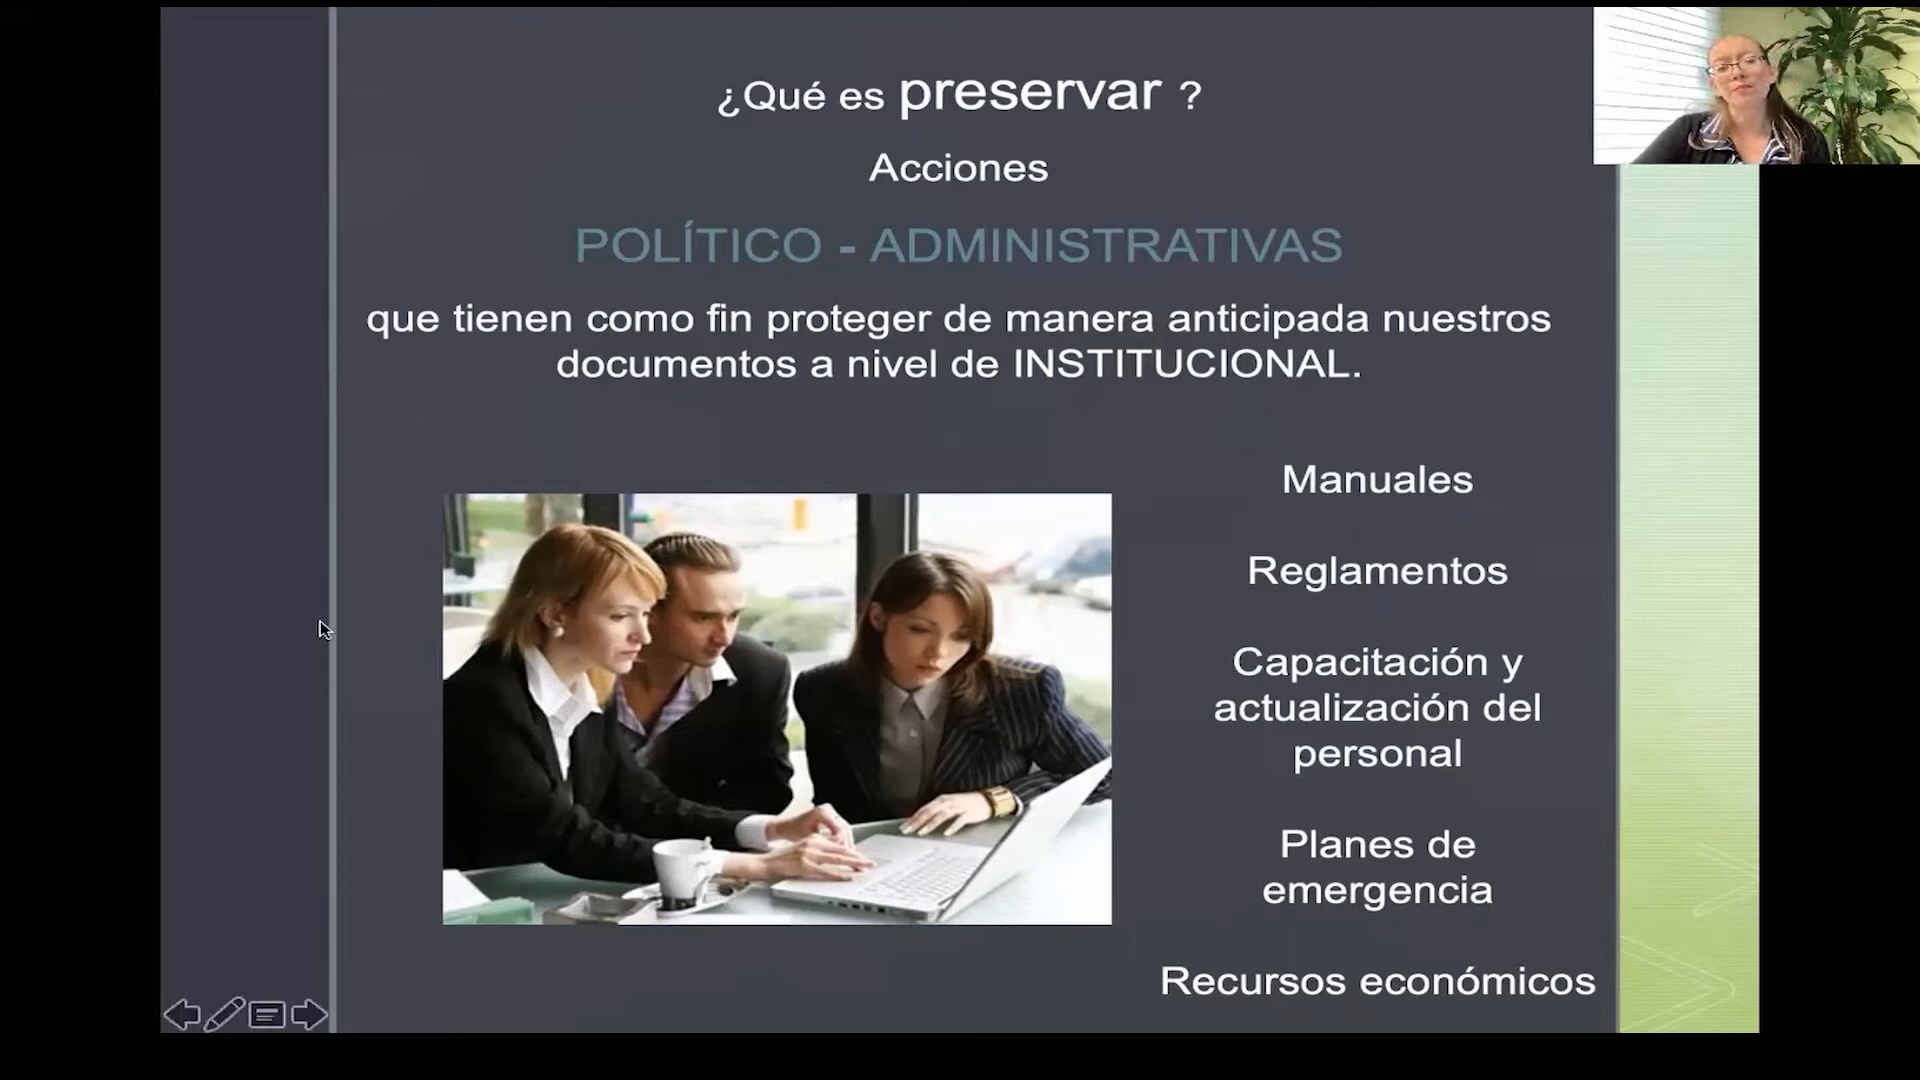 ¿Qué es preservar ?
Acciones
POLÍTICO - ADMINISTRATIVAS
que tienen como fin proteger de manera anticipada nuestros
documentos a nivel de INSTITUCIONAL.
Manuales
Reglamentos
Capacitación y
actualización del
personal
Planes de
emergencia
Recursos económicos